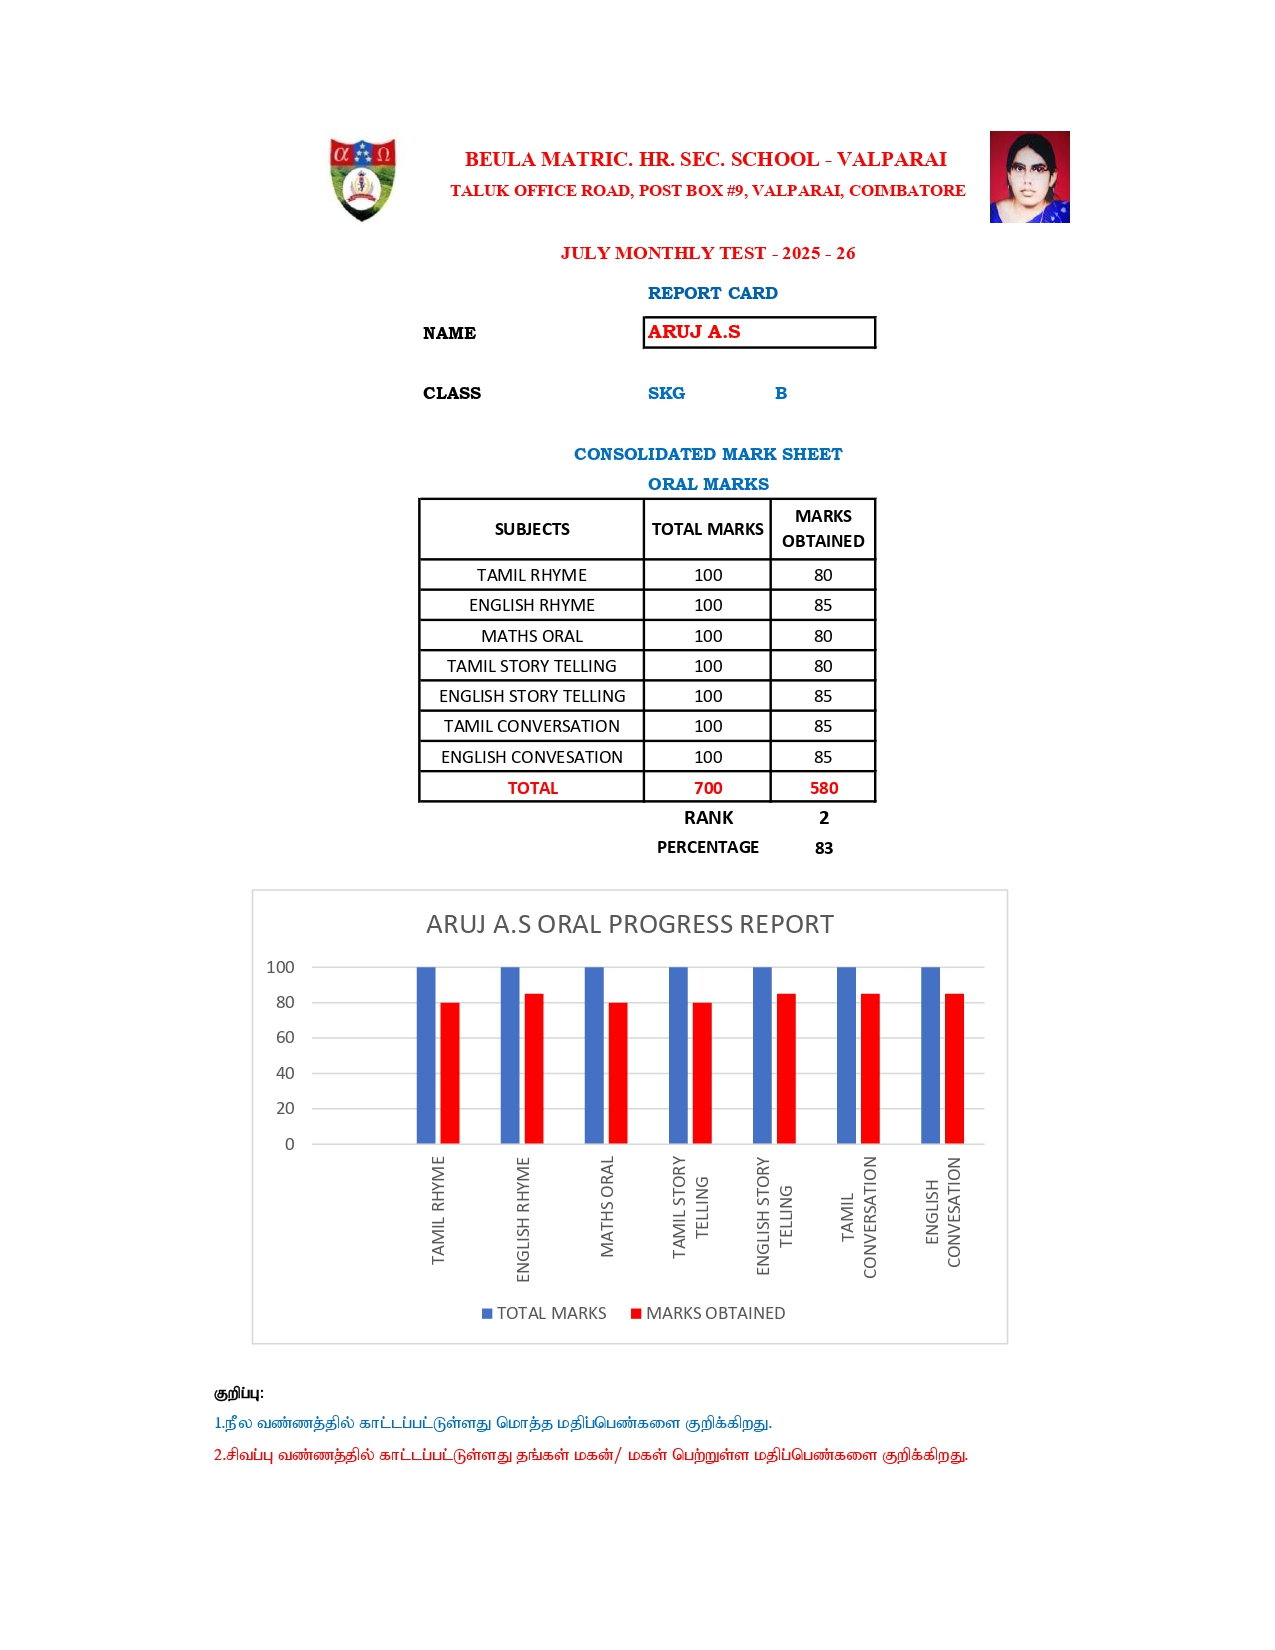 α Ω
BEULA MATRIC. HR. SEC. SCHOOL - VALPARAI
TALUK OFFICE ROAD, POST BOX #9, VALPARAI, COIMBATORE
JULY MONTHLY TEST - 2025 - 26
REPORT CARD
NAME ARUJ A.S
CLASS SKG B
CONSOLIDATED MARK SHEET
ORAL MARKS
SUBJECTS TOTAL MARKS MARKS OBTAINED
TAMIL RHYME 100 80
ENGLISH RHYME 100 85
MATHS ORAL 100 80
TAMIL STORY TELLING 100 80
ENGLISH STORY TELLING 100 85
TAMIL CONVERSATION 100 85
ENGLISH CONVESATION 100 85
TOTAL 700 580
RANK 2
PERCENTAGE 83
ARUJ A.S ORAL PROGRESS REPORT
100
80
60
40
20
0
TAMIL RHYME
ENGLISH RHYME
MATHS ORAL
TAMIL STORY TELLING
ENGLISH STORY TELLING
TAMIL CONVERSATION
ENGLISH CONVESATION
TOTAL MARKS MARKS OBTAINED
குறிப்பு:
1.நீல வண்ணத்தில் காட்டப்பட்டுள்ளது மொத்த மதிப்பெண்களை குறிக்கிறது.
2.சிவப்பு வண்ணத்தில் காட்டப்பட்டுள்ளது தங்கள் மகன்/ மகள் பெற்றுள்ள மதிப்பெண்களை குறிக்கிறது.